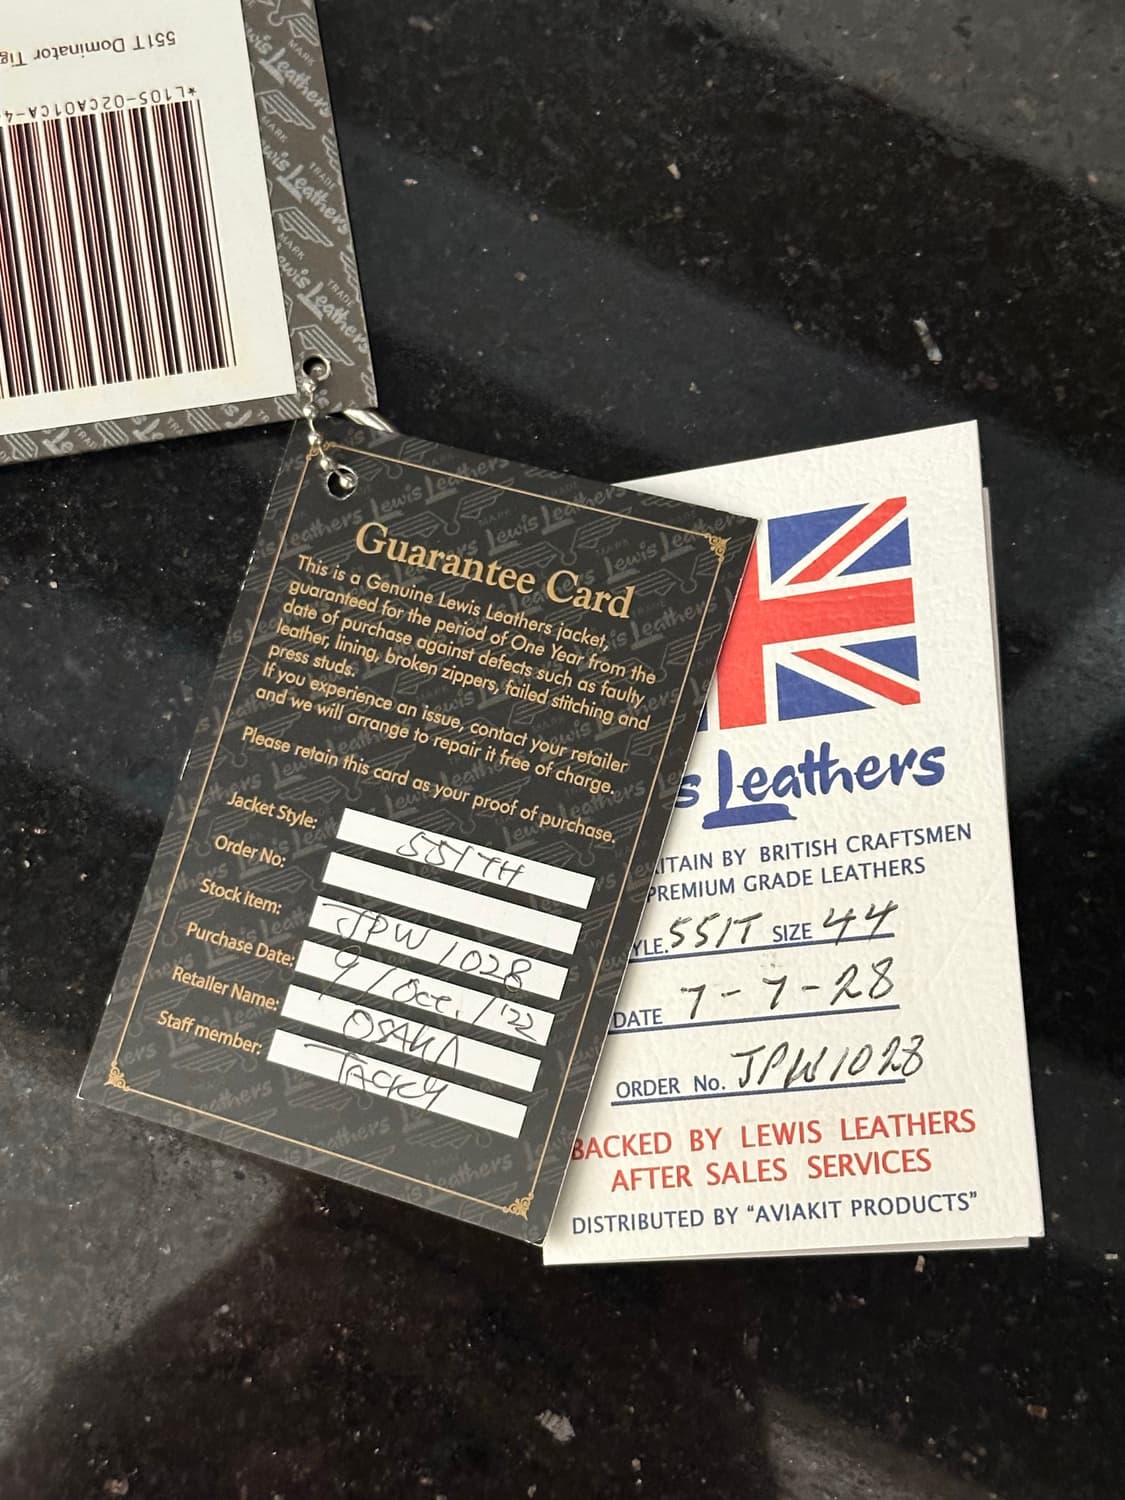 551T Dominator Tig
*L105-02CA01CA-4
Guarantee Card
This is a Genuine Lewis Leathers jacket,
guaranteed for the period of One Year from the
date of purchase against defects such as faulty
leather, lining, broken zippers, failed stitching and
press studs.
If you experience an issue, contact your retailer
and we will arrange to repair it free of charge.
Please retain this card as your proof of purchase.
Jacket Style: 551TH
Order No:
Stock item: JPW1028
Purchase Date: 9/Oct./'22
Retailer Name: OSAKA
Staff member: TACKY
s Leathers
ITAIN BY BRITISH CRAFTSMEN
PREMIUM GRADE LEATHERS
YLE. 551T SIZE 44
DATE 7-7-28
ORDER No. JPW1028
BACKED BY LEWIS LEATHERS
AFTER SALES SERVICES
DISTRIBUTED BY "AVIAKIT PRODUCTS"